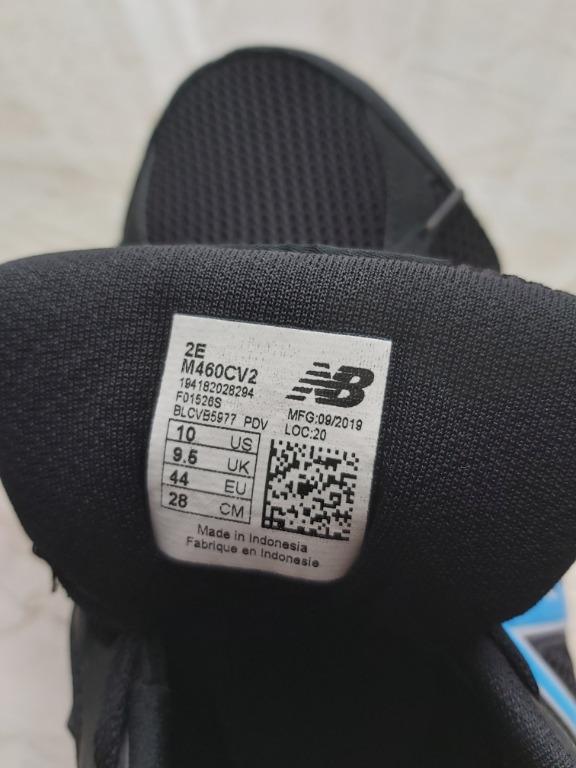 2E
M460CV2
194182028294
F01526S
BLCVB5977 PDV
NB
MFG:09/2019
LOC:20
10 US
9.5 UK
44 EU
28 CM
Made in Indonesia
Fabrique en Indonesie